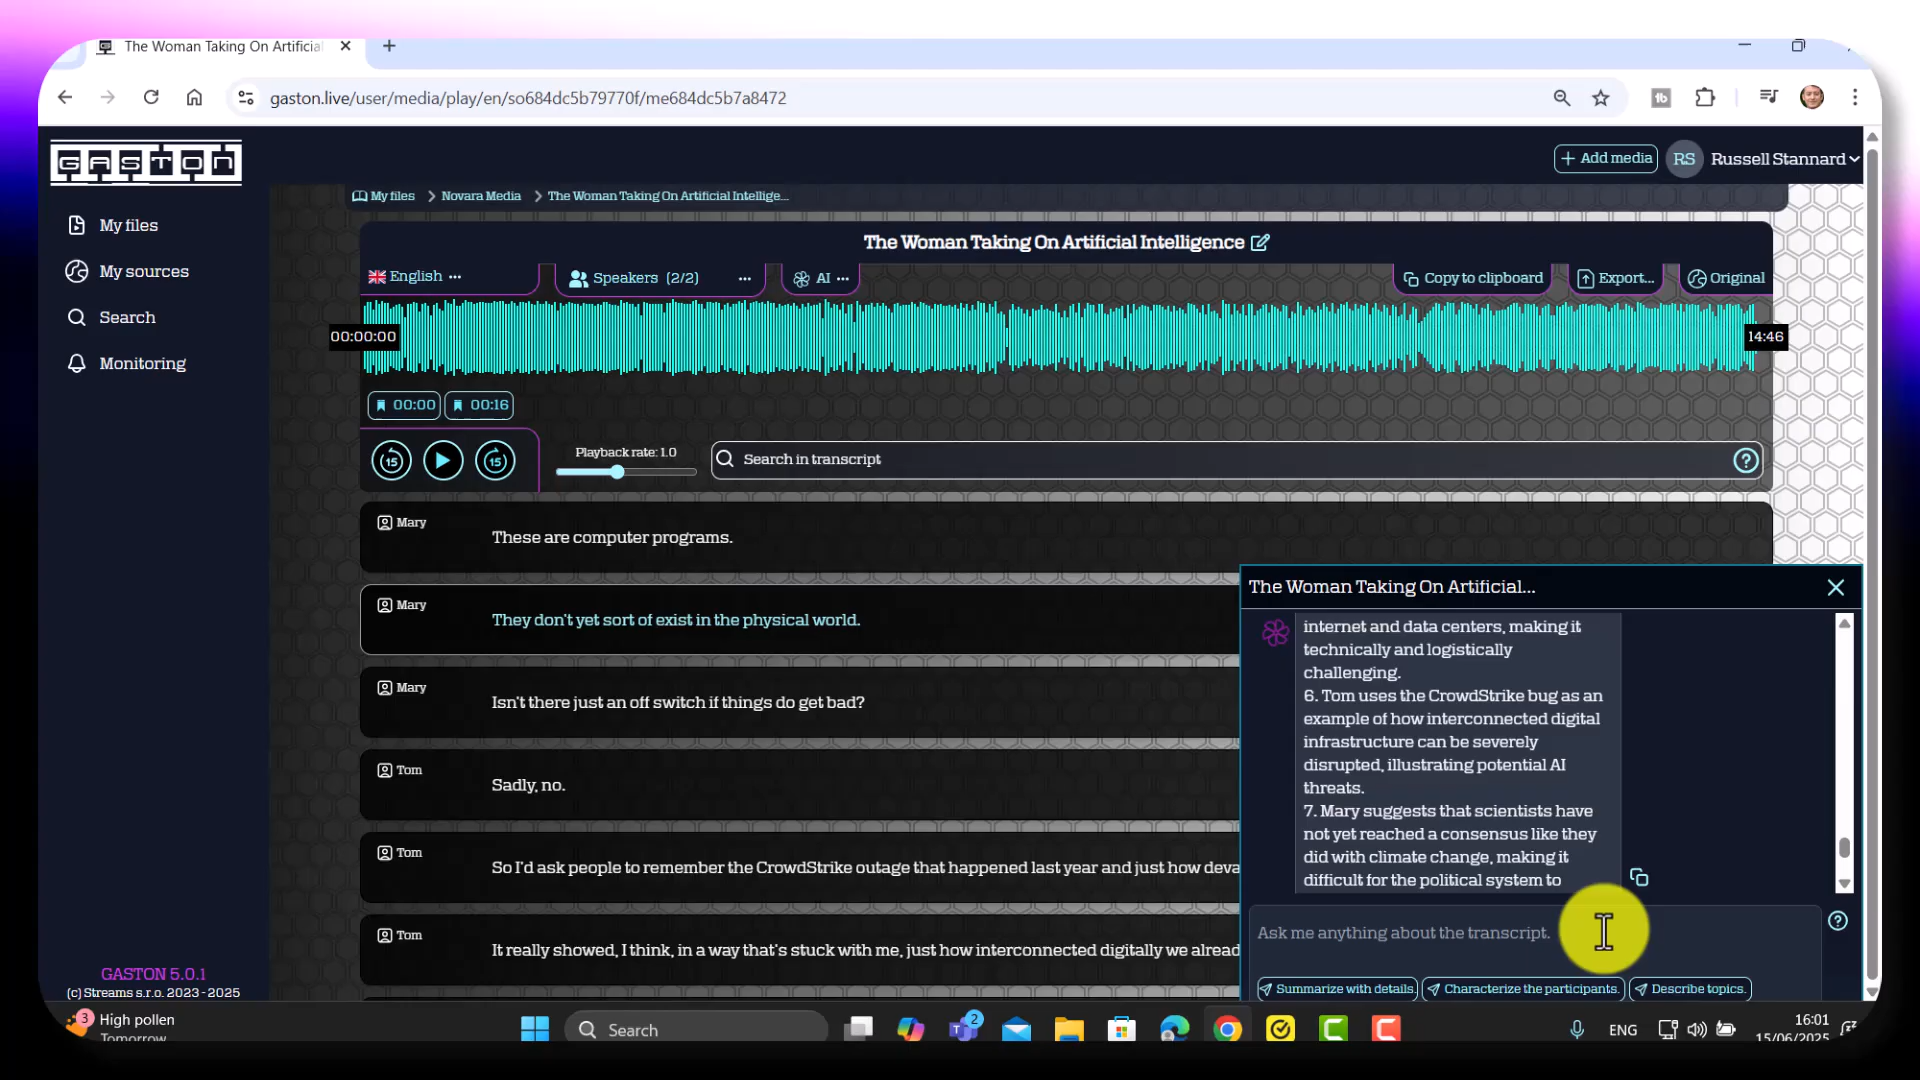 The Woman Taking On Artificial
gaston.live/user/media/play/en/so684dc5b79770f/me684dc5b7a8472
GASTON
+ Add media
RS
Russell Stannard
My files
My sources
Search
Monitoring
My files > Novara Media > The Woman Taking On Artificial Intellige...
The Woman Taking On Artificial Intelligence
English ...
Speakers (2/2) ...
AI ...
Copy to clipboard
Export...
Original
00:00:00
14:46
00:00
00:16
15
15
Playback rate: 1.0
Search in transcript
?
Mary
These are computer programs.
Mary
They don't yet sort of exist in the physical world.
Mary
Isn't there just an off switch if things do get bad?
Tom
Sadly, no.
Tom
So I'd ask people to remember the CrowdStrike outage that happened last year and just how deva
Tom
It really showed, I think, in a way that's stuck with me, just how interconnected digitally we alread
The Woman Taking On Artificial...
internet and data centers, making it
technically and logistically
challenging.
6. Tom uses the CrowdStrike bug as an
example of how interconnected digital
infrastructure can be severely
disrupted, illustrating potential AI
threats.
7. Mary suggests that scientists have
not yet reached a consensus like they
did with climate change, making it
difficult for the political system to
Ask me anything about the transcript.
?
Summarize with details.
Characterize the participants.
Describe topics.
GASTON 5.0.1
(c) Streams s.r.o. 2023 - 2025
3
High pollen
Tomorrow
Search
2
ENG
16:01
15/06/2025